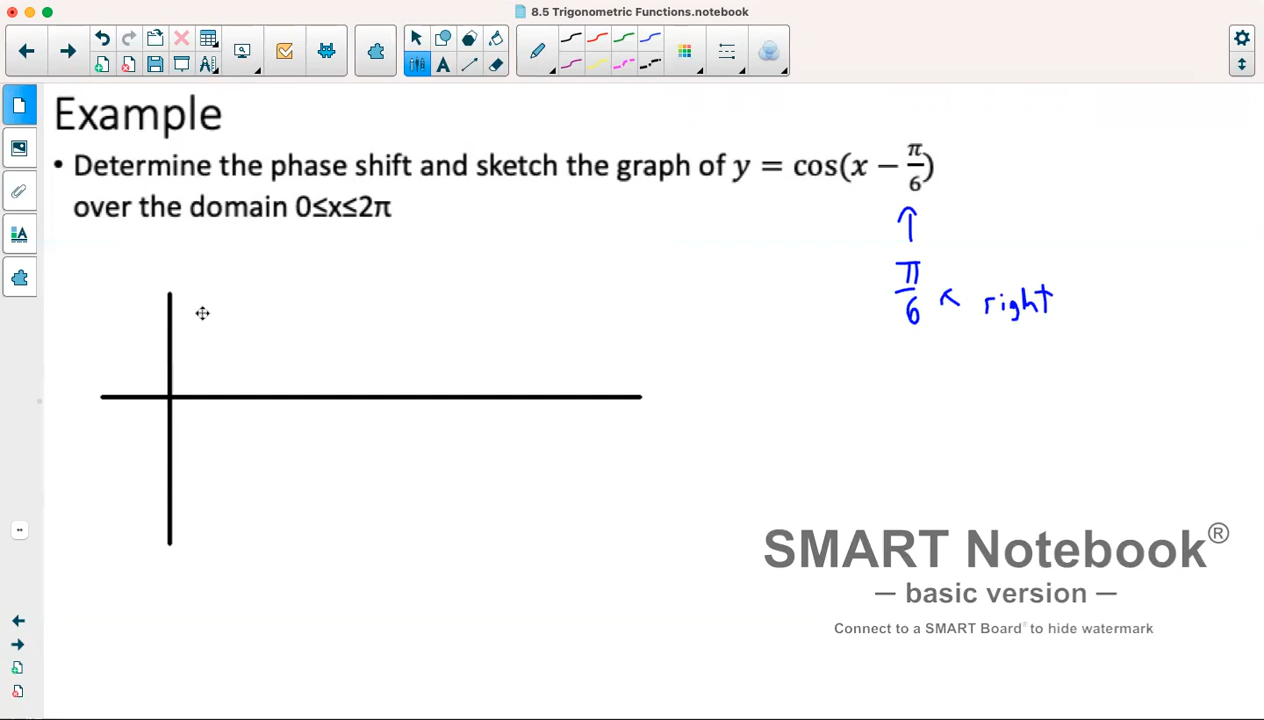 8.5 Trigonometric Functions.notebook
Example
• Determine the phase shift and sketch the graph of y = cos(x − π/6)
over the domain 0≤x≤2π
↑
π/6 ← right
SMART Notebook®
— basic version —
Connect to a SMART Board® to hide watermark